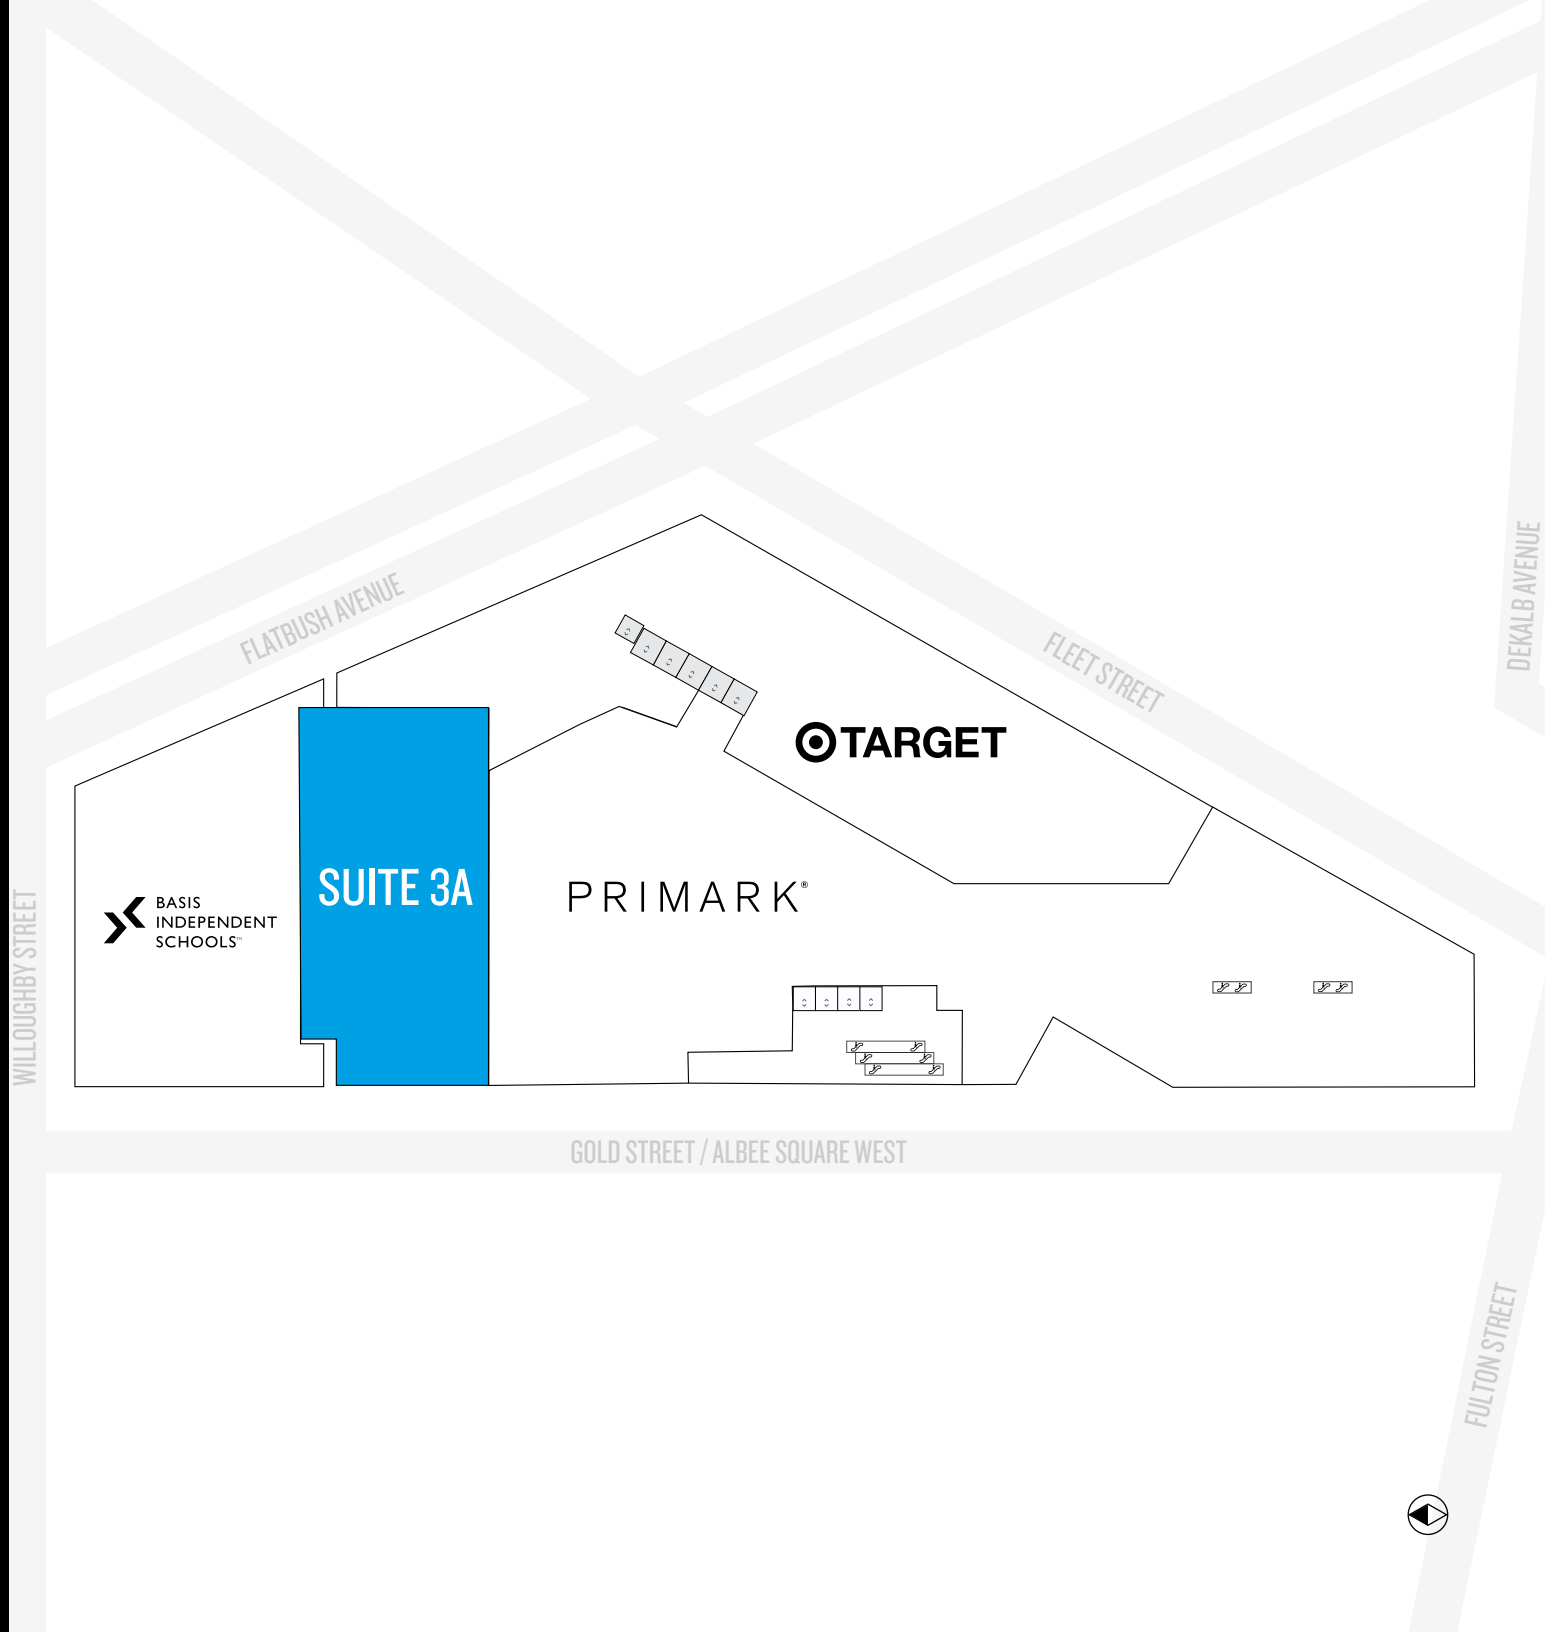 DEKALB AVENUE
FLATBUSH AVENUE
FLEET STREET
TARGET
SUITE 3A
PRIMARK®
BASIS
INDEPENDENT
SCHOOLS™
WILLOUGHBY STREET
GOLD STREET / ALBEE SQUARE WEST
FULTON STREET